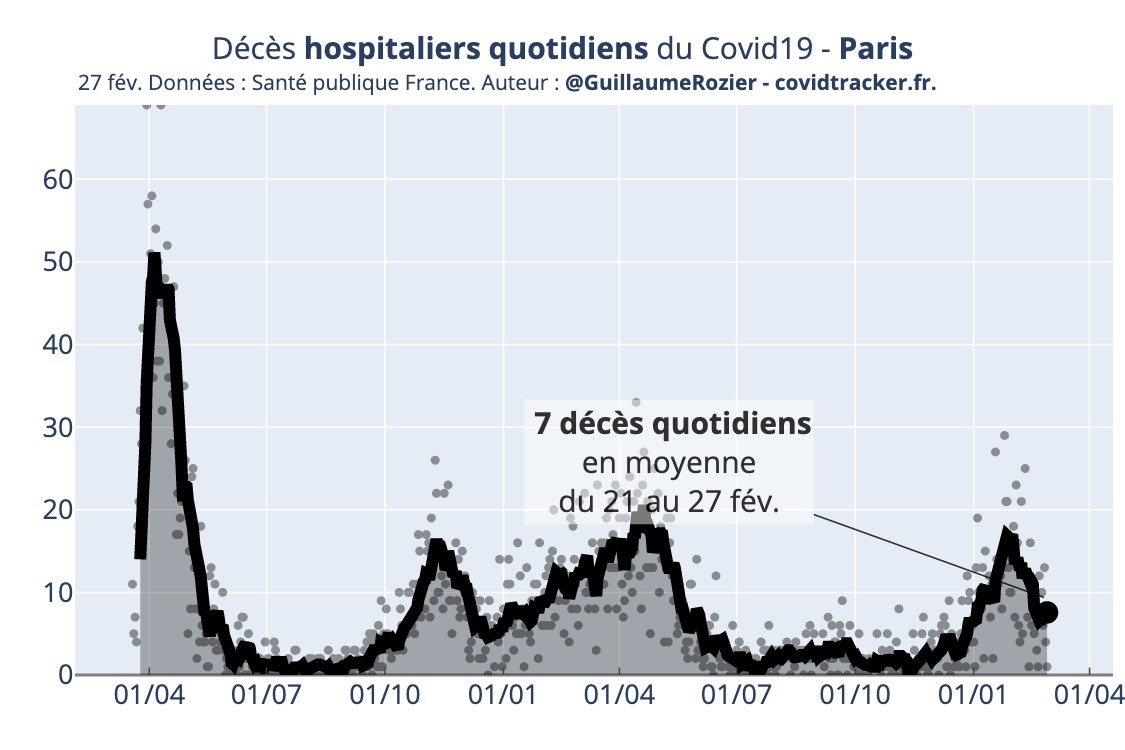 Décès hospitaliers quotidiens du Covid19 - Paris
27 fév. Données : Santé publique France. Auteur : @GuillaumeRozier - covidtracker.fr.
60
50
40
30
20
10
0
7 décès quotidiens
en moyenne
du 21 au 27 fév.
01/04 01/07 01/10 01/01 01/04 01/07 01/10 01/01 01/04